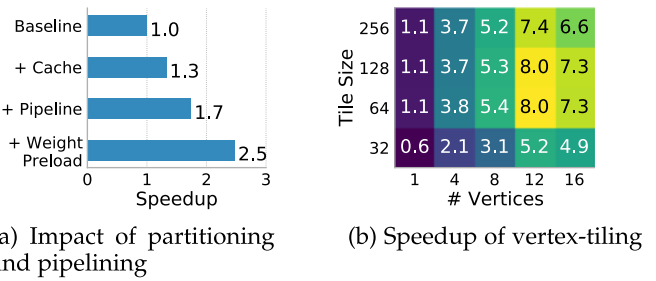 Baseline 1.0
+ Cache 1.3
+ Pipeline 1.7
+ Weight
Preload 2.5
0 1 2 3
Speedup
a) Impact of partitioning
nd pipelining
Tile Size
256 1.1 3.7 5.2 7.4 6.6
128 1.1 3.7 5.3 8.0 7.3
64 1.1 3.8 5.4 8.0 7.3
32 0.6 2.1 3.1 5.2 4.9
1 4 8 12 16
# Vertices
(b) Speedup of vertex-tiling